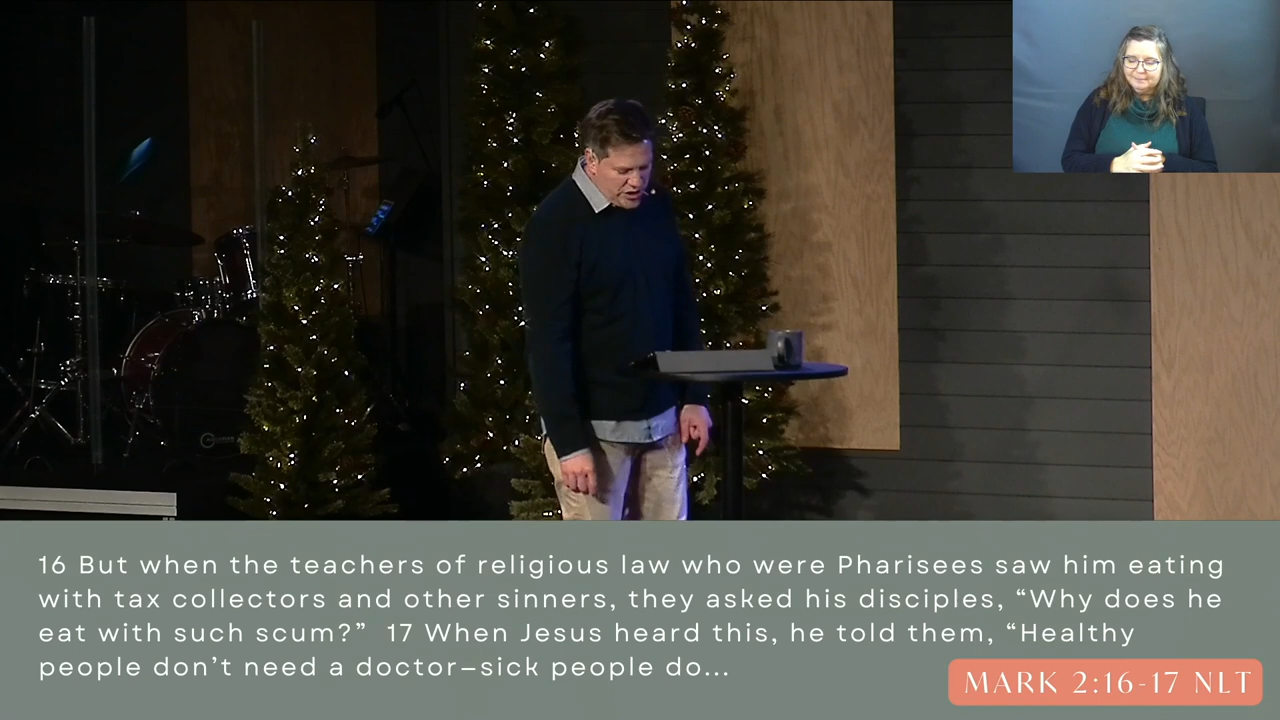 16 But when the teachers of religious law who were Pharisees saw him eating
with tax collectors and other sinners, they asked his disciples, “Why does he
eat with such scum?”  17 When Jesus heard this, he told them, “Healthy
people don’t need a doctor—sick people do...
MARK 2:16-17 NLT